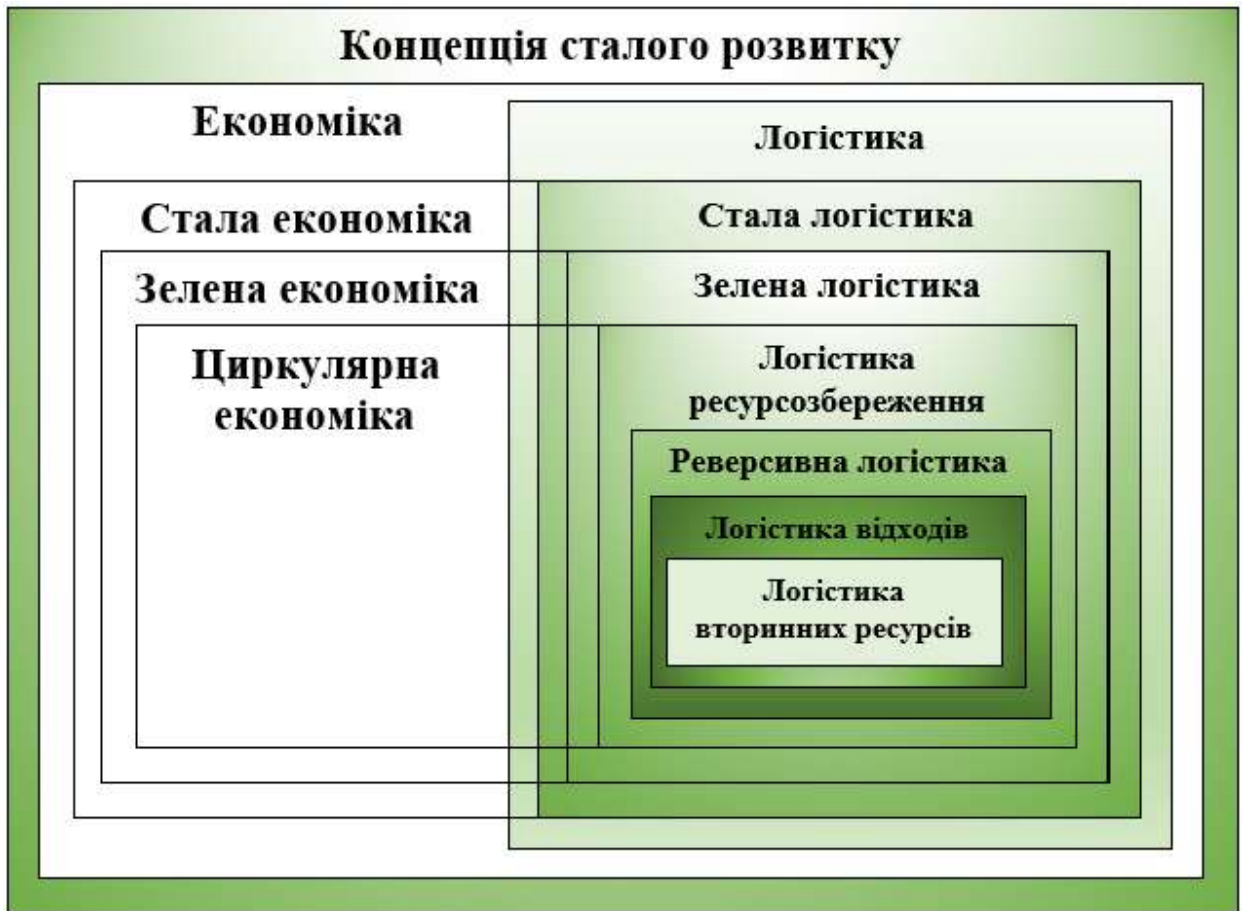 Концепція сталого розвитку
Економіка
Логістика
Стала економіка
Стала логістика
Зелена економіка
Зелена логістика
Циркулярна
економіка
Логістика
ресурсозбереження
Реверсивна логістика
Логістика відходів
Логістика
вторинних ресурсів